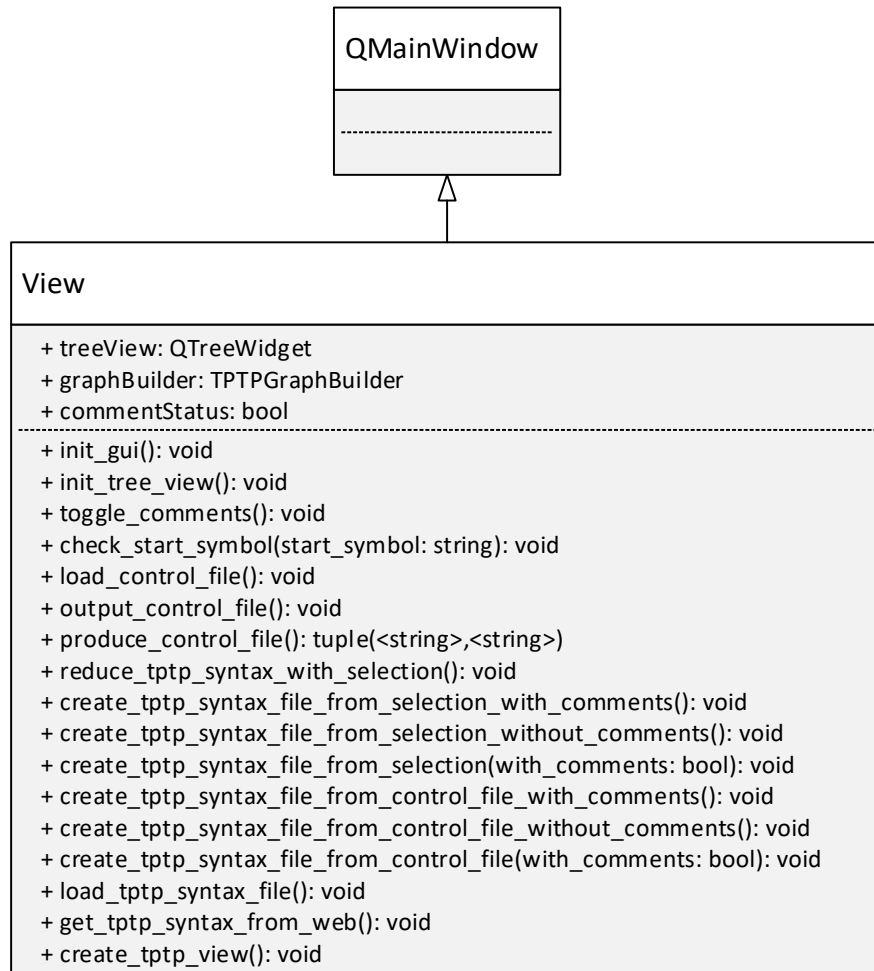 QMainWindow
View
+ treeView: QTreeWidget
+ graphBuilder: TPTPGraphBuilder
+ commentStatus: bool
+ init_gui(): void
+ init_tree_view(): void
+ toggle_comments(): void
+ check_start_symbol(start_symbol: string): void
+ load_control_file(): void
+ output_control_file(): void
+ produce_control_file(): tuple(<string>,<string>)
+ reduce_tptp_syntax_with_selection(): void
+ create_tptp_syntax_file_from_selection_with_comments(): void
+ create_tptp_syntax_file_from_selection_without_comments(): void
+ create_tptp_syntax_file_from_selection(with_comments: bool): void
+ create_tptp_syntax_file_from_control_file_with_comments(): void
+ create_tptp_syntax_file_from_control_file_without_comments(): void
+ create_tptp_syntax_file_from_control_file(with_comments: bool): void
+ load_tptp_syntax_file(): void
+ get_tptp_syntax_from_web(): void
+ create_tptp_view(): void